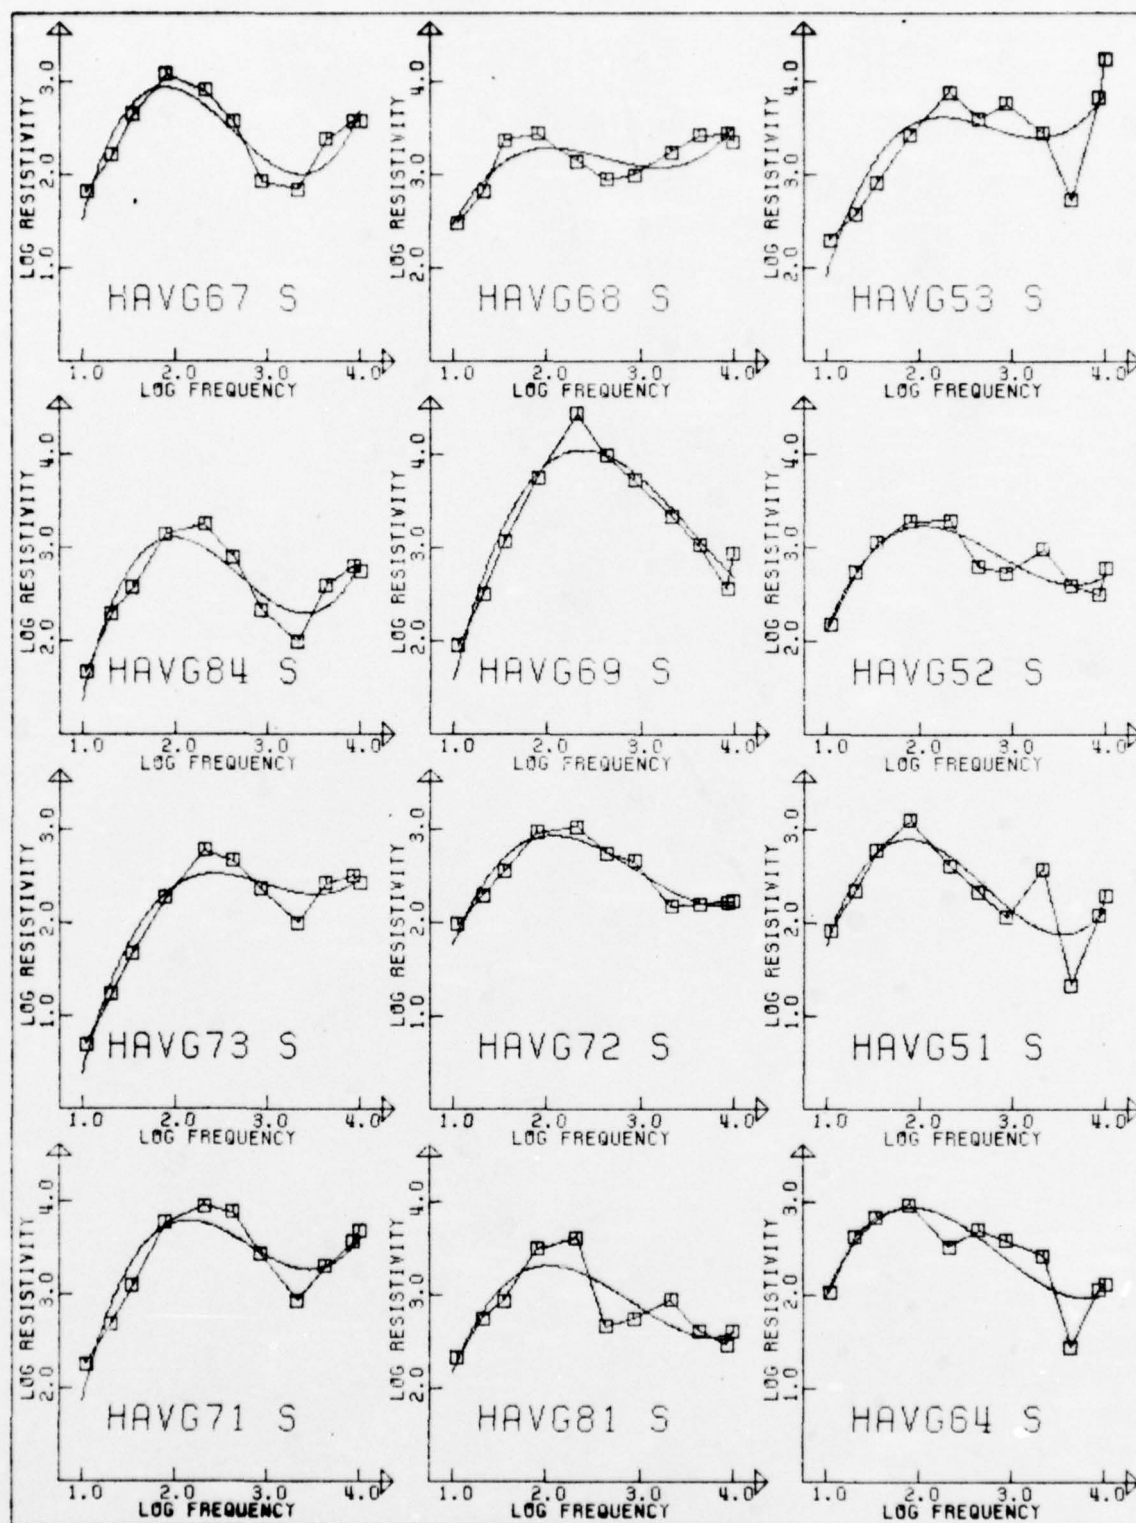 LOG RESISTIVITY
1.0 2.0 3.0
HAVG67 S
1.0 2.0 3.0 4.0
LOG FREQUENCY
LOG RESISTIVITY
2.0 3.0 4.0
HAVG68 S
1.0 2.0 3.0 4.0
LOG FREQUENCY
LOG RESISTIVITY
2.0 3.0 4.0
HAVG53 S
1.0 2.0 3.0 4.0
LOG FREQUENCY
LOG RESISTIVITY
2.0 3.0 4.0
HAVG84 S
1.0 2.0 3.0 4.0
LOG FREQUENCY
LOG RESISTIVITY
2.0 3.0 4.0
HAVG69 S
1.0 2.0 3.0 4.0
LOG FREQUENCY
LOG RESISTIVITY
2.0 3.0 4.0
HAVG52 S
1.0 2.0 3.0 4.0
LOG FREQUENCY
LOG RESISTIVITY
1.0 2.0 3.0
HAVG73 S
1.0 2.0 3.0 4.0
LOG FREQUENCY
LOG RESISTIVITY
1.0 2.0 3.0
HAVG72 S
1.0 2.0 3.0 4.0
LOG FREQUENCY
LOG RESISTIVITY
1.0 2.0 3.0
HAVG51 S
1.0 2.0 3.0 4.0
LOG FREQUENCY
LOG RESISTIVITY
2.0 3.0 4.0
HAVG71 S
1.0 2.0 3.0 4.0
LOG FREQUENCY
LOG RESISTIVITY
2.0 3.0 4.0
HAVG81 S
1.0 2.0 3.0 4.0
LOG FREQUENCY
LOG RESISTIVITY
1.0 2.0 3.0
HAVG64 S
1.0 2.0 3.0 4.0
LOG FREQUENCY